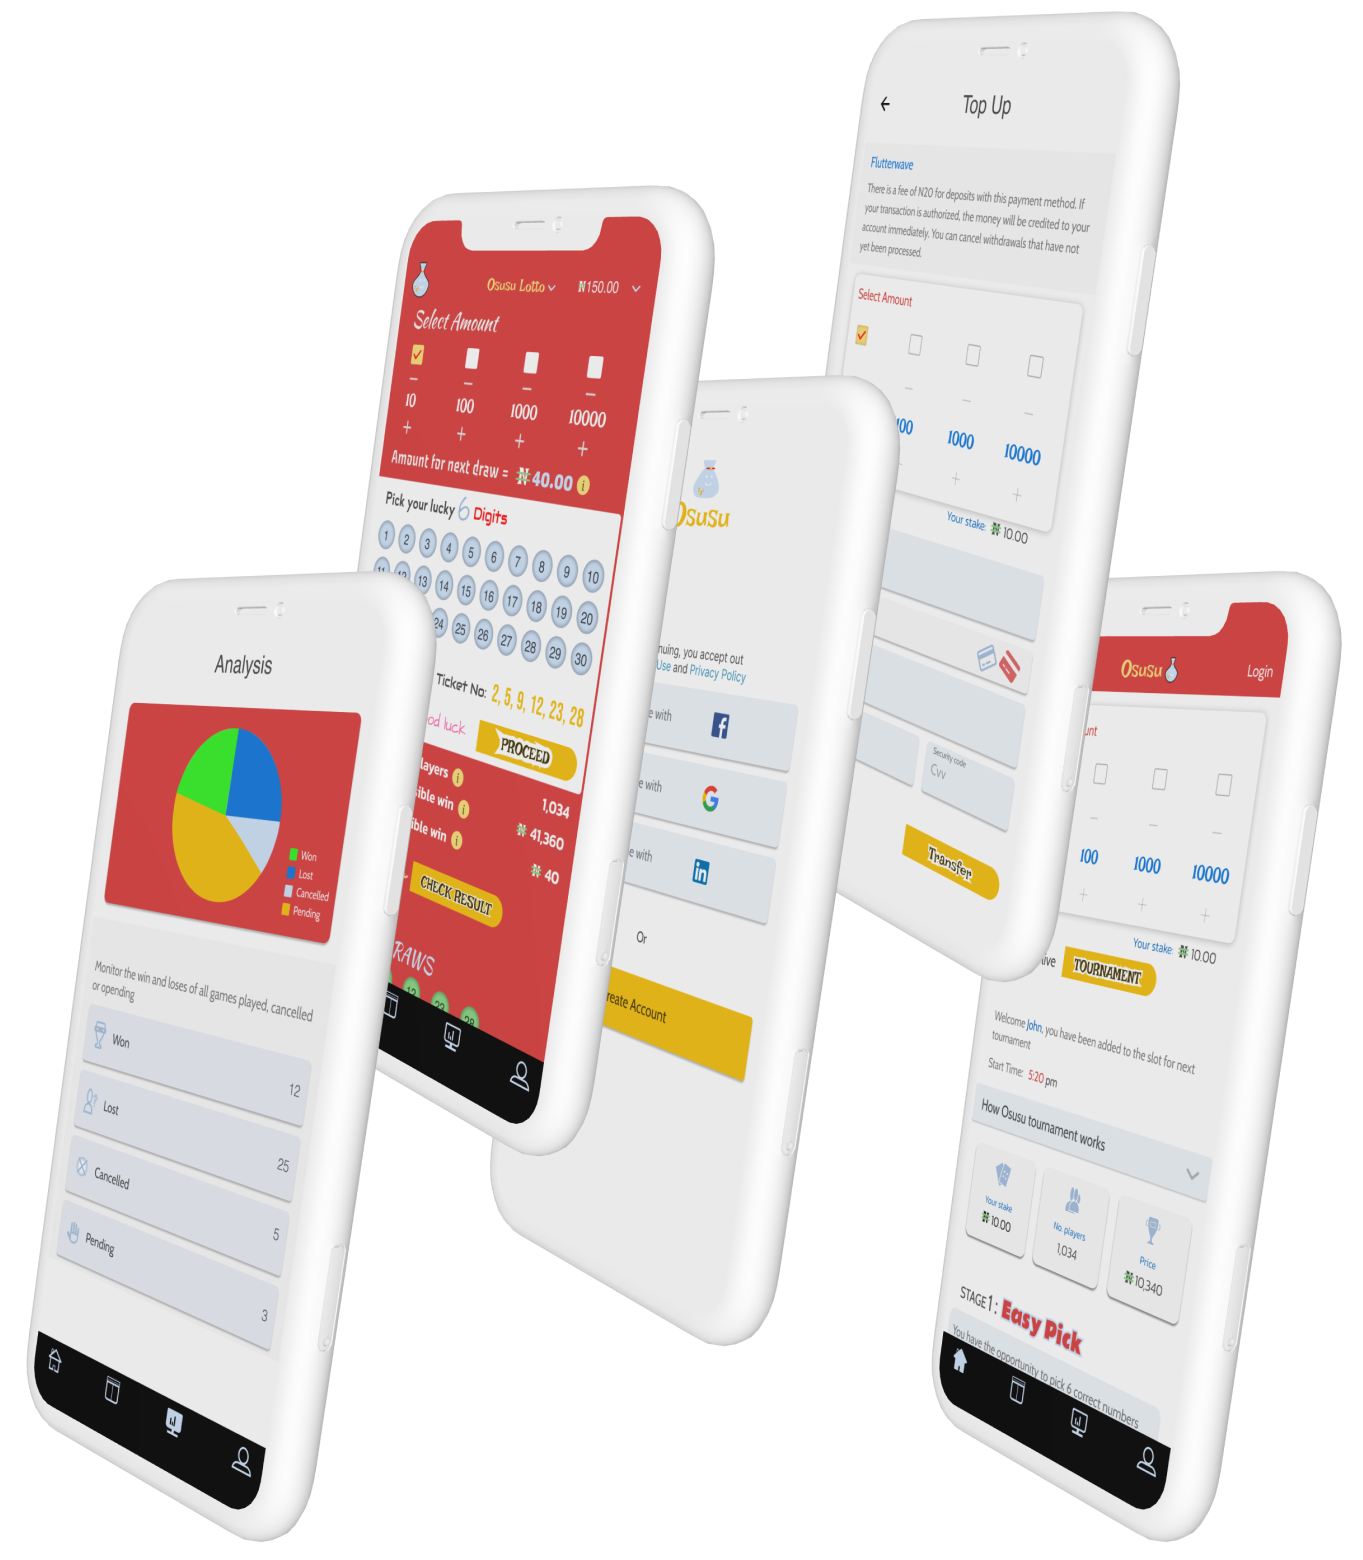 Analysis
Won
Lost
Cancelled
Pending
Monitor the win and loses of all games played, cancelled
or opending
Won
12
Lost
25
Cancelled
5
Pending
3
Osusu Lotto
₦150.00
Select Amount
10
100
1000
10000
Amount for next draw = ₦40.00 i
Pick your lucky 6 Digits
1 2 3 4 5 6 7 8 9 10
11 12 13 14 15 16 17 18 19 20
24 25 26 27 28 29 30
Ticket No: 2, 5, 9, 12, 23, 28
od luck
PROCEED
layers i
1,034
ible win i
₦ 41,360
ible win i
₦ 40
CHECK RESULT
RAWS
12 23 28
OsuSu
nuing, you accept out
Use and Privacy Policy
e with
e with
in
e with
Or
reate Account
Top Up
Flutterwave
There is a fee of N20 for deposits with this payment method. If
your transaction is authorized, the money will be credited to your
account immediately. You can cancel withdrawals that have not
yet been processed.
Select Amount
100
1000
10000
Your stake: ₦ 10.00
Security code
Cvv
Transfer
OsuSu
Login
unt
100
1000
10000
Your stake: ₦ 10.00
ive
TOURNAMENT
Welcome John, you have been added to the slot for next
tournament
Start Time: 5:20 pm
How Osusu tournament works
Your stake
₦ 10.00
No. players
1,034
Price
₦ 10,340
STAGE 1: Easy Pick
You have the opportunity to pick 6 correct numbers